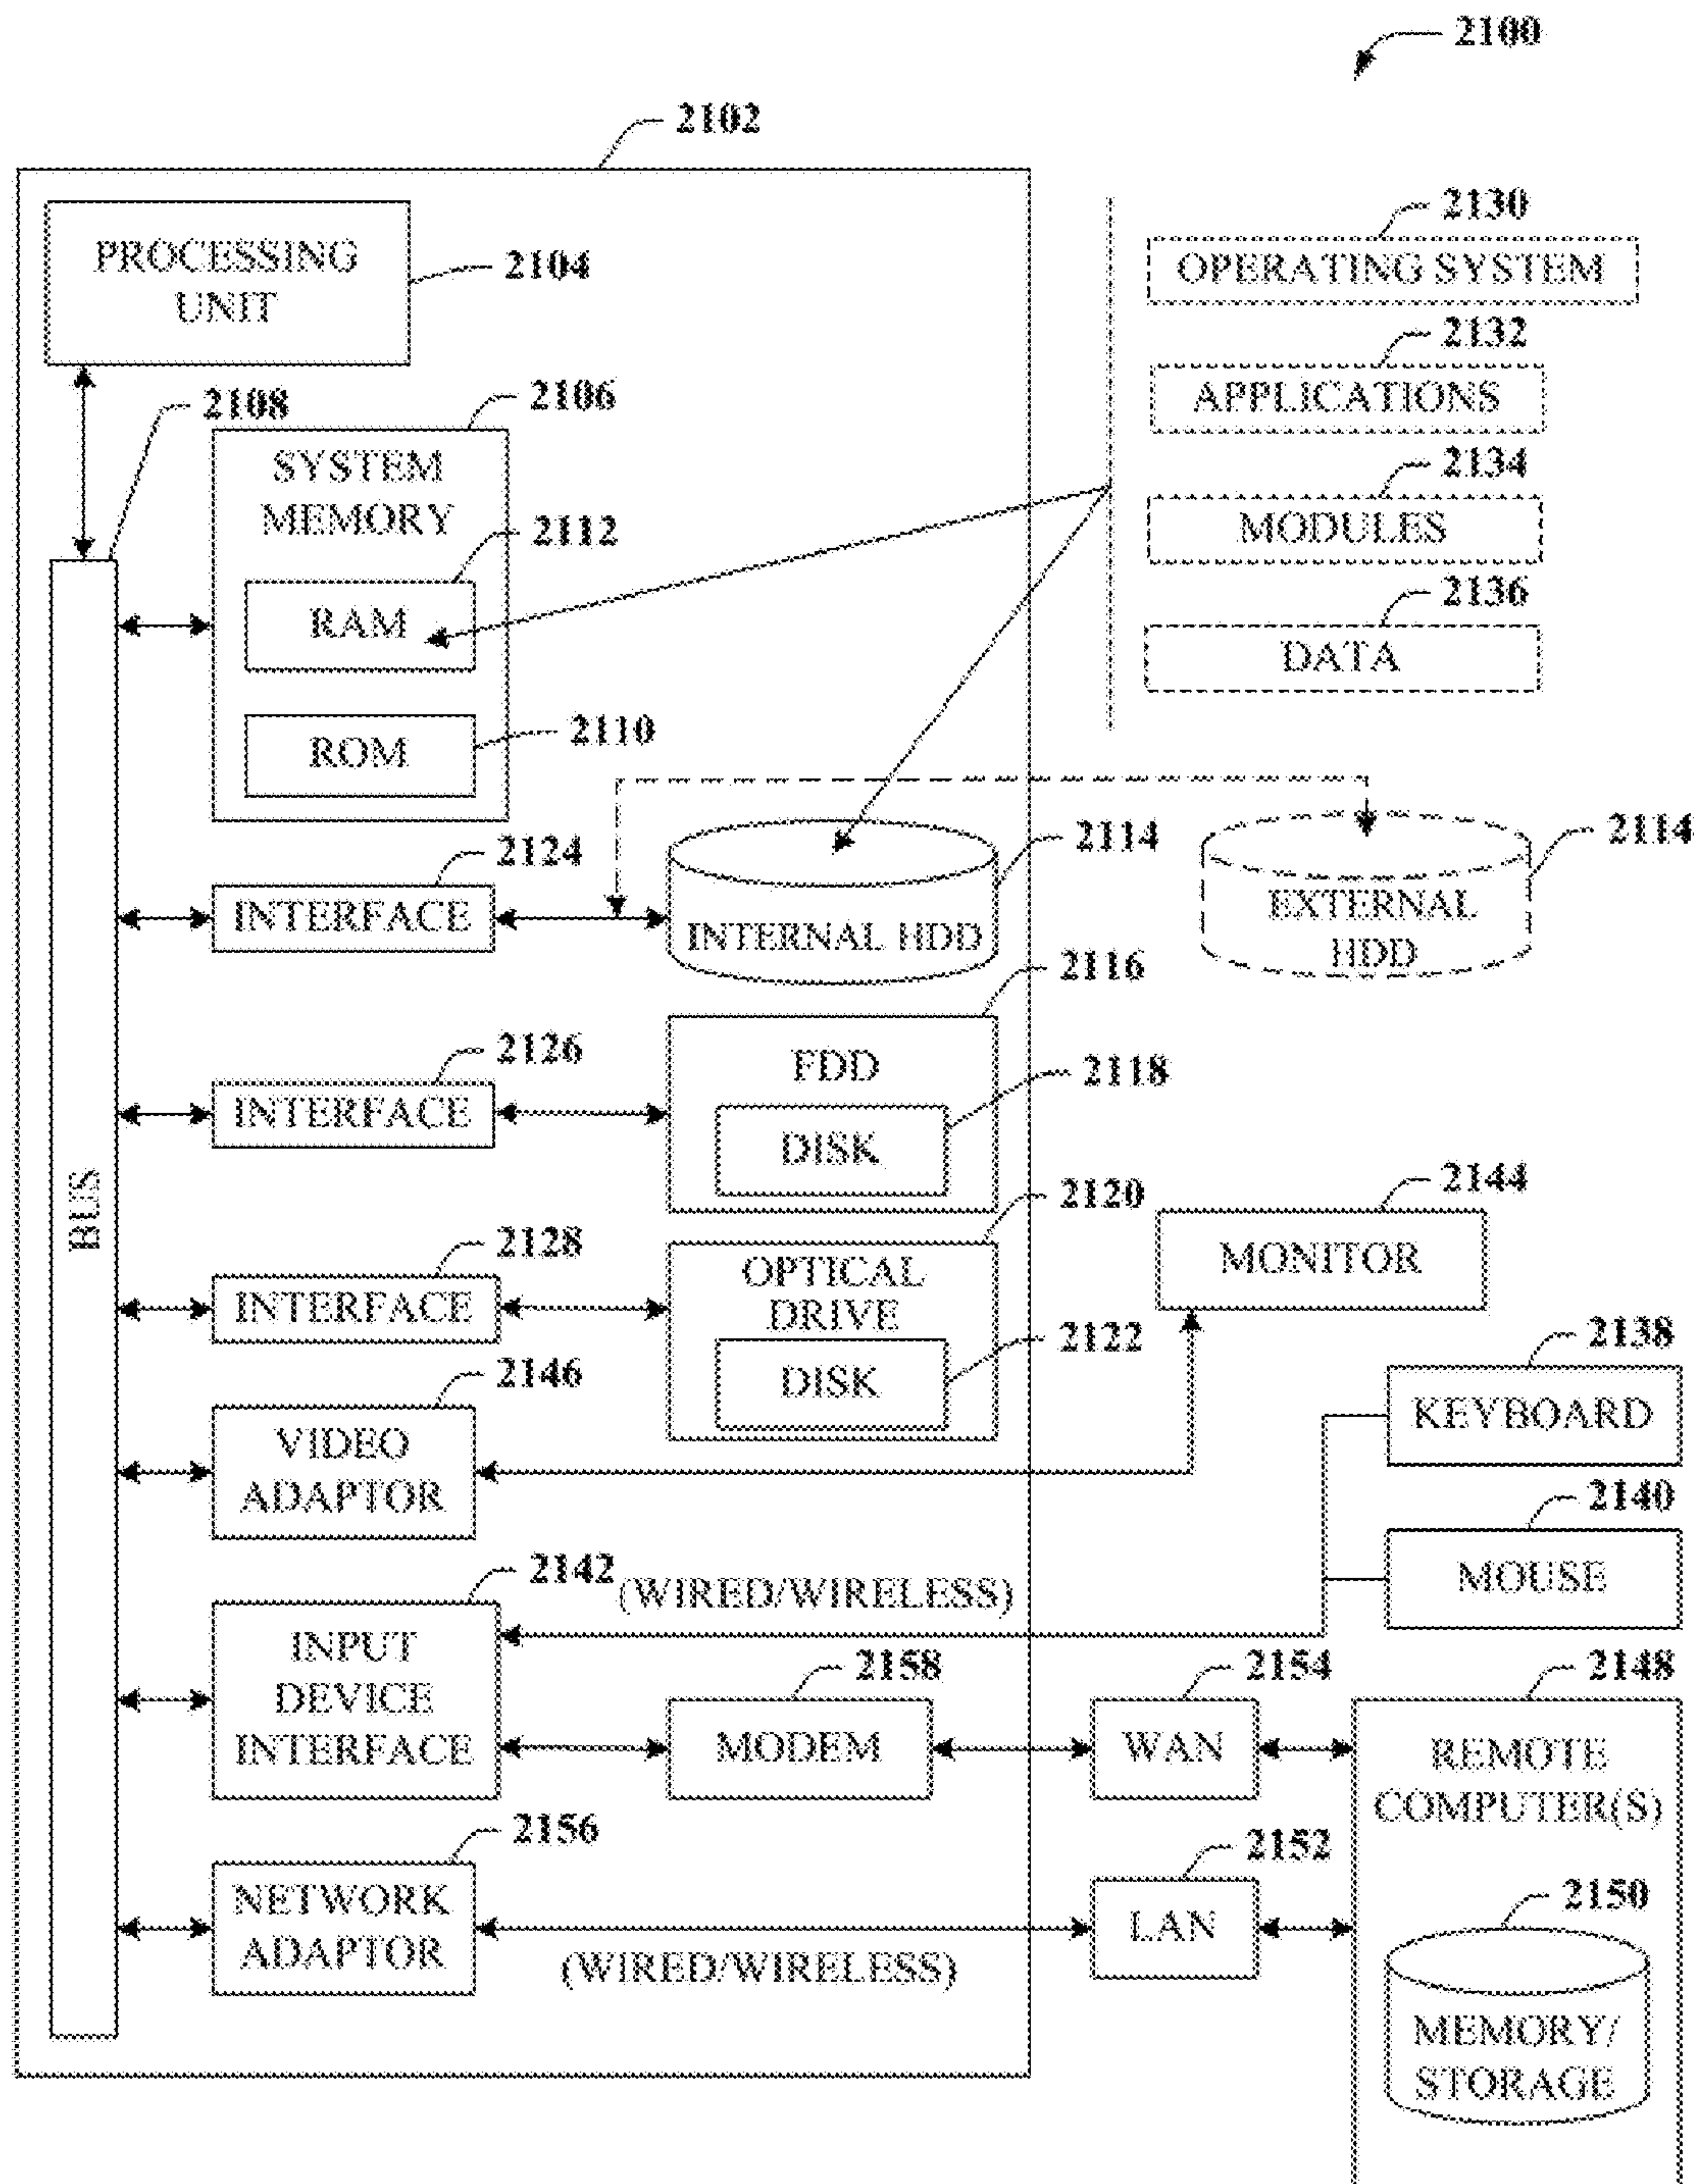 2100
2102
PROCESSING
UNIT
2104
2130
OPERATING SYSTEM
2132
APPLICATIONS
2134
MODULES
2136
DATA
2108
2106
SYSTEM
MEMORY
2112
RAM
2110
ROM
2124
INTERFACE
2114
INTERNAL HDD
2114
EXTERNAL
HDD
2126
INTERFACE
2116
FDD
2118
DISK
BUS
2128
INTERFACE
2120
OPTICAL
DRIVE
2122
DISK
2144
MONITOR
2146
VIDEO
ADAPTOR
2138
KEYBOARD
2140
MOUSE
2142
(WIRED/WIRELESS)
INPUT
DEVICE
INTERFACE
2158
MODEM
2154
WAN
2148
REMOTE
COMPUTER(S)
2156
NETWORK
ADAPTOR
(WIRED/WIRELESS)
2152
LAN
2150
MEMORY/
STORAGE